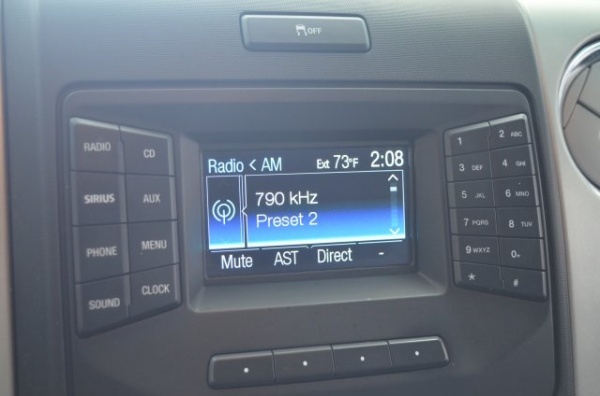 OFF
RADIO
CD
SIRIUS
AUX
PHONE
MENU
SOUND
CLOCK
Radio < AM Ext 73°F 2:08
790 kHz
Preset 2
Mute AST Direct -
1
2 ABC
3 DEF
4 GHI
5 JKL
6 MNO
7 PQRS
8 TUV
9 WXYZ
0+
*
#